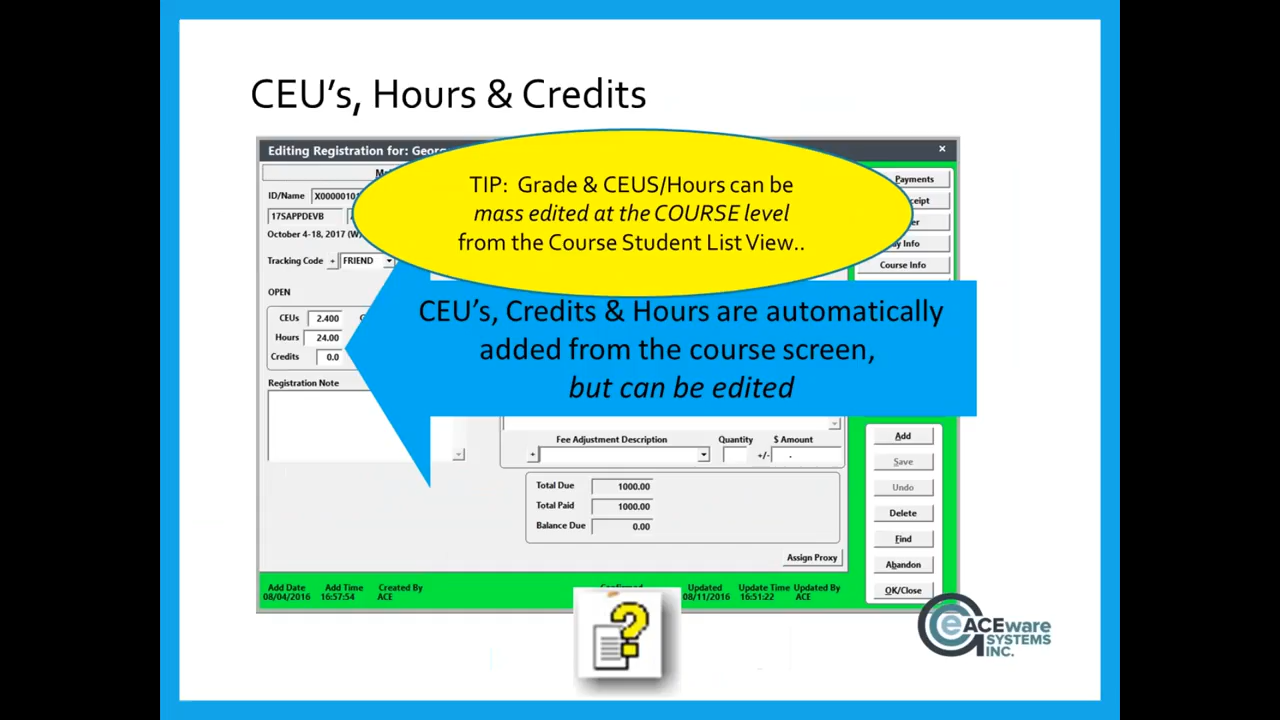 CEU's, Hours & Credits
Editing Registration for: Georg
TIP: Grade & CEUS/Hours can be
mass edited at the COURSE level
from the Course Student List View..
ID/Name X0000010
17SAPPDEVB
October 4-18, 2017 (W)
Tracking Code + FRIEND
OPEN
CEUs 2.400
Hours 24.00
Credits 0.0
Registration Note
CEU's, Credits & Hours are automatically
added from the course screen,
but can be edited
Payments
Info
Course Info
Fee Adjustment Description Quantity $ Amount
+ +/- .
Total Due 1000.00
Total Paid 1000.00
Balance Due 0.00
Assign Proxy
Add
Save
Undo
Delete
Find
Abandon
OK/Close
Add Date Add Time Created By Updated Update Time Updated By
08/04/2016 16:57:54 ACE 08/11/2016 16:51:22 ACE
ACEware
SYSTEMS
INC.